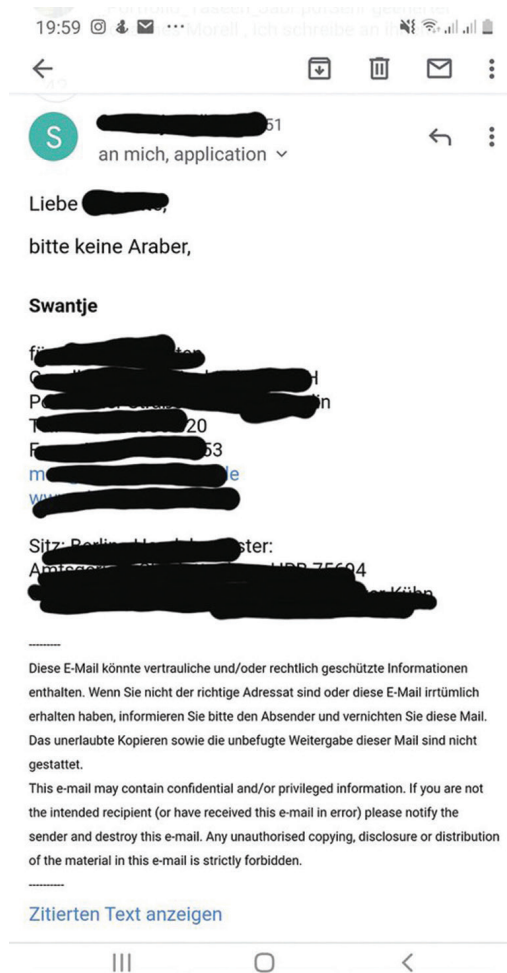 19:59
S
51
an mich, application
Liebe
bitte keine Araber,
Swantje
20
53
Sitz: Berlin
HRB 75694
Diese E-Mail könnte vertrauliche und/oder rechtlich geschützte Informationen
enthalten. Wenn Sie nicht der richtige Adressat sind oder diese E-Mail irrtümlich
erhalten haben, informieren Sie bitte den Absender und vernichten Sie diese Mail.
Das unerlaubte Kopieren sowie die unbefugte Weitergabe dieser Mail sind nicht
gestattet.
This e-mail may contain confidential and/or privileged information. If you are not
the intended recipient (or have received this e-mail in error) please notify the
sender and destroy this e-mail. Any unauthorised copying, disclosure or distribution
of the material in this e-mail is strictly forbidden.
Zitierten Text anzeigen